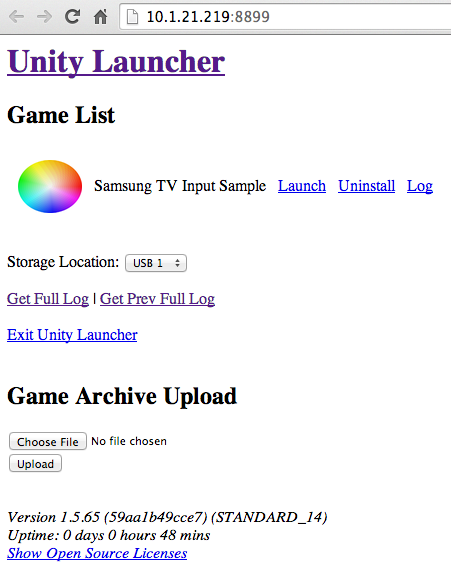 10.1.21.219:8899
Unity Launcher
Game List
Samsung TV Input Sample Launch Uninstall Log
Storage Location: USB 1
Get Full Log | Get Prev Full Log
Exit Unity Launcher
Game Archive Upload
Choose File No file chosen
Upload
Version 1.5.65 (59aa1b49cce7) (STANDARD_14)
Uptime: 0 days 0 hours 48 mins
Show Open Source Licenses